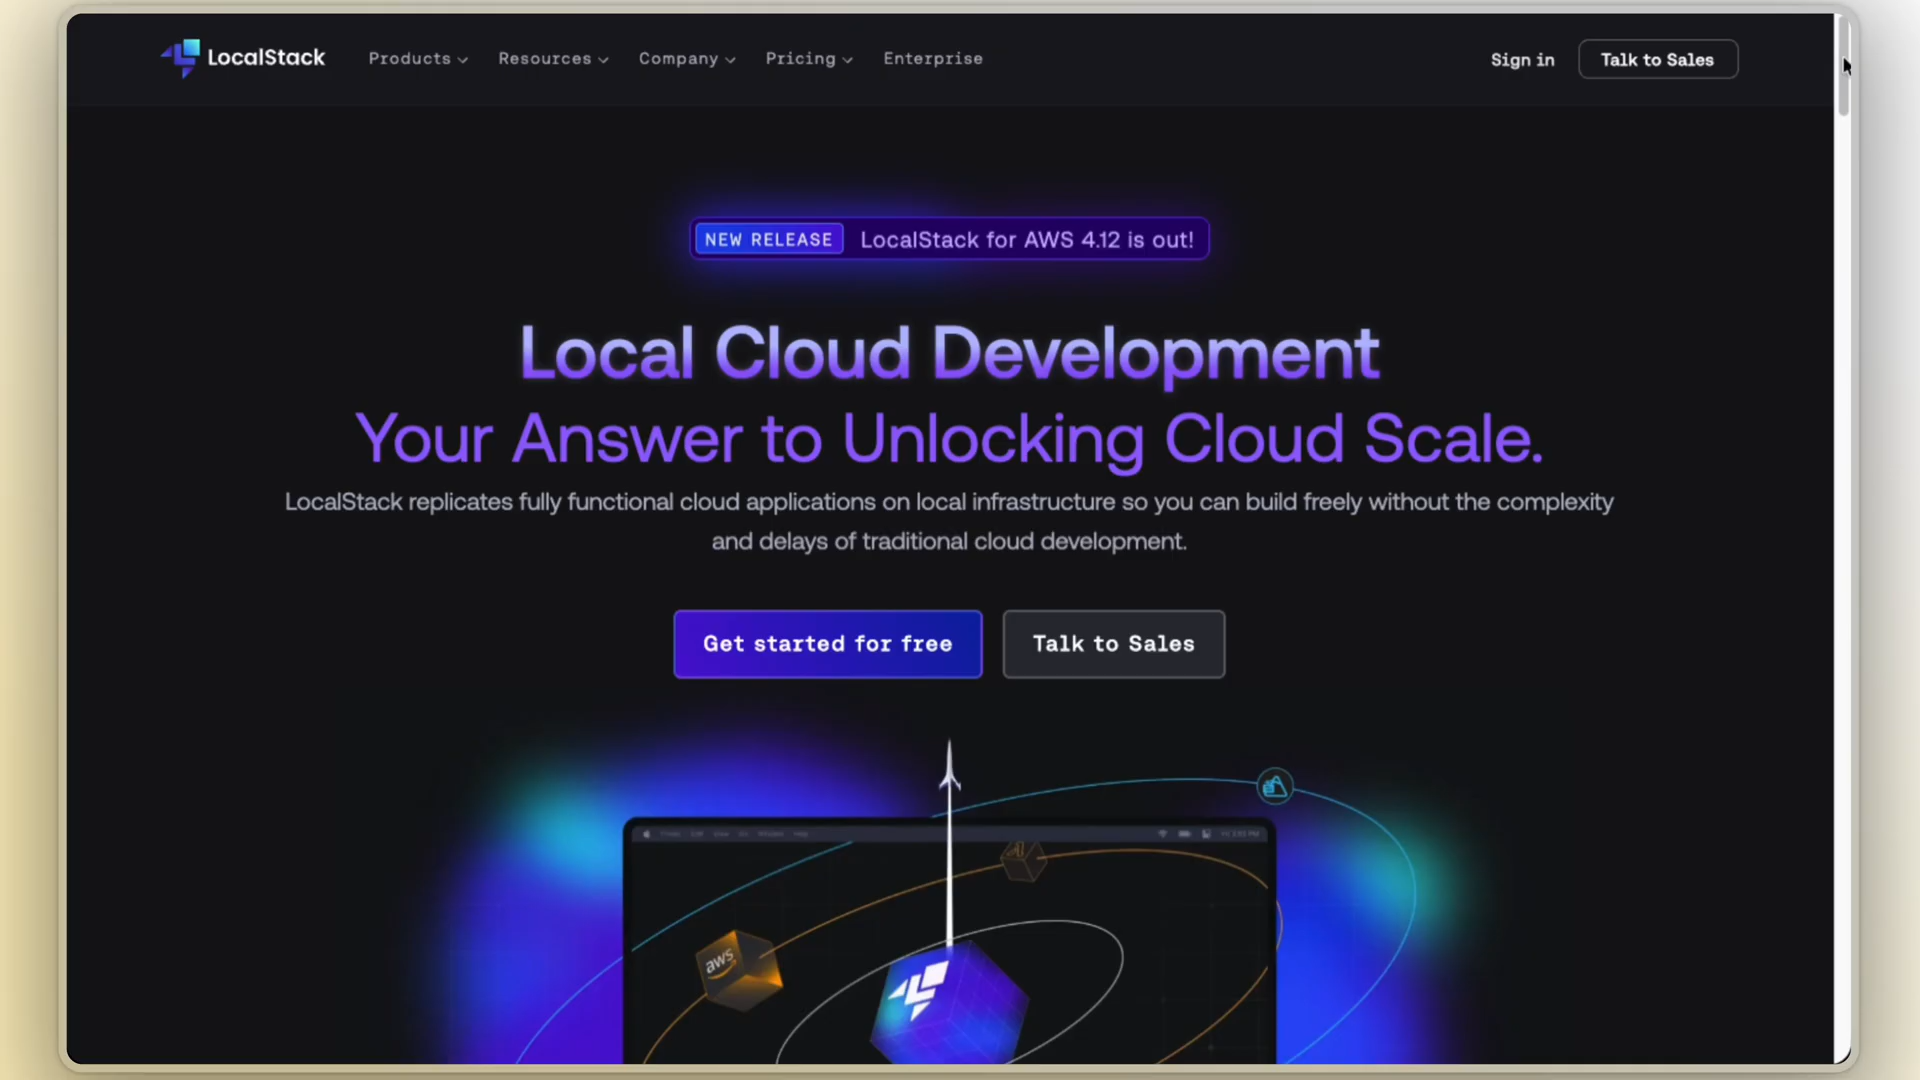 LocalStack
Products
Resources
Company
Pricing
Enterprise
Sign in
Talk to Sales
NEW RELEASE LocalStack for AWS 4.12 is out!
Local Cloud Development
Your Answer to Unlocking Cloud Scale.
LocalStack replicates fully functional cloud applications on local infrastructure so you can build freely without the complexity
and delays of traditional cloud development.
Get started for free
Talk to Sales
aws